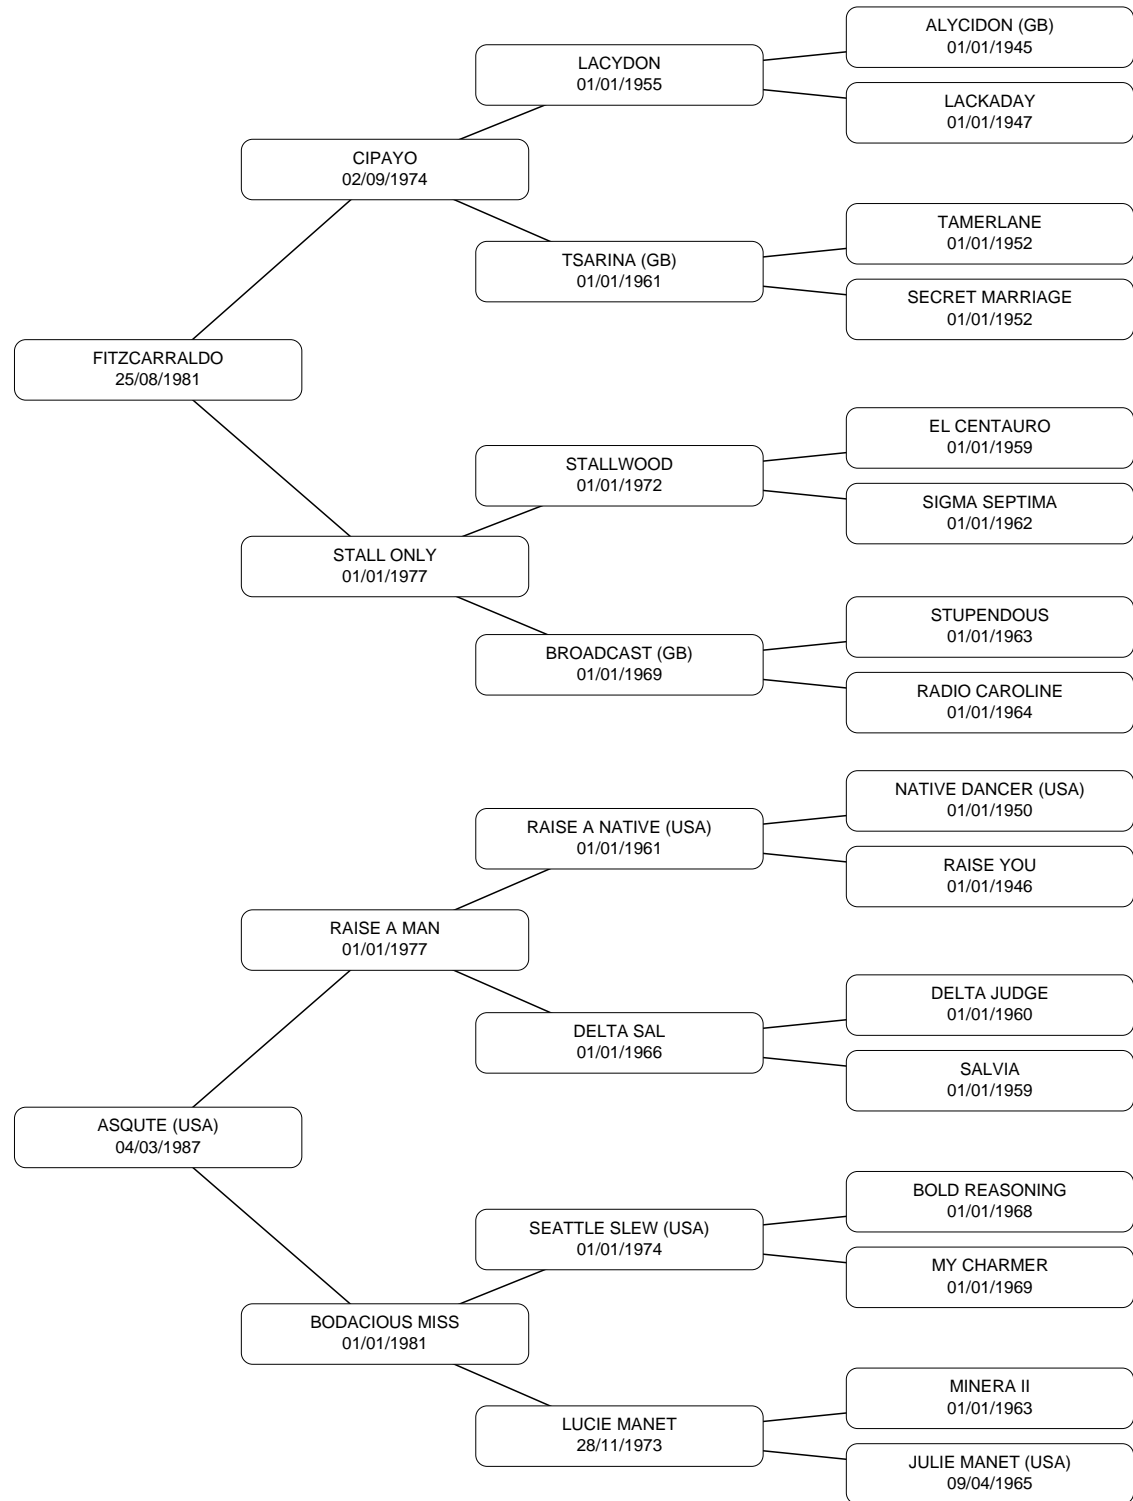 ALYCIDON (GB)
01/01/1945
LACYDON
01/01/1955
LACKADAY
01/01/1947
CIPAYO
02/09/1974
TAMERLANE
01/01/1952
TSARINA (GB)
01/01/1961
SECRET MARRIAGE
01/01/1952
FITZCARRALDO
25/08/1981
EL CENTAURO
01/01/1959
STALLWOOD
01/01/1972
SIGMA SEPTIMA
01/01/1962
STALL ONLY
01/01/1977
STUPENDOUS
01/01/1963
BROADCAST (GB)
01/01/1969
RADIO CAROLINE
01/01/1964
NATIVE DANCER (USA)
01/01/1950
RAISE A NATIVE (USA)
01/01/1961
RAISE YOU
01/01/1946
RAISE A MAN
01/01/1977
DELTA JUDGE
01/01/1960
DELTA SAL
01/01/1966
SALVIA
01/01/1959
ASQUTE (USA)
04/03/1987
BOLD REASONING
01/01/1968
SEATTLE SLEW (USA)
01/01/1974
MY CHARMER
01/01/1969
BODACIOUS MISS
01/01/1981
MINERA II
01/01/1963
LUCIE MANET
28/11/1973
JULIE MANET (USA)
09/04/1965